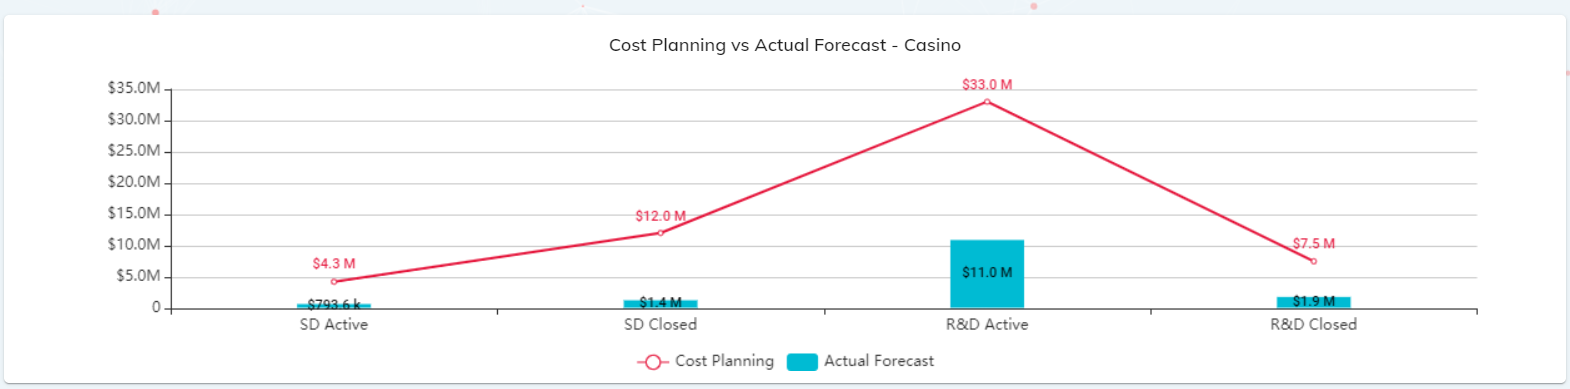 Cost Planning vs Actual Forecast - Casino
$35.0M
$30.0M
$25.0M
$20.0M
$15.0M
$10.0M
$5.0M
0
$4.3 M
$12.0 M
$33.0 M
$7.5 M
$793.6 k
$1.4 M
$11.0 M
$1.9 M
SD Active
SD Closed
R&D Active
R&D Closed
Cost Planning
Actual Forecast